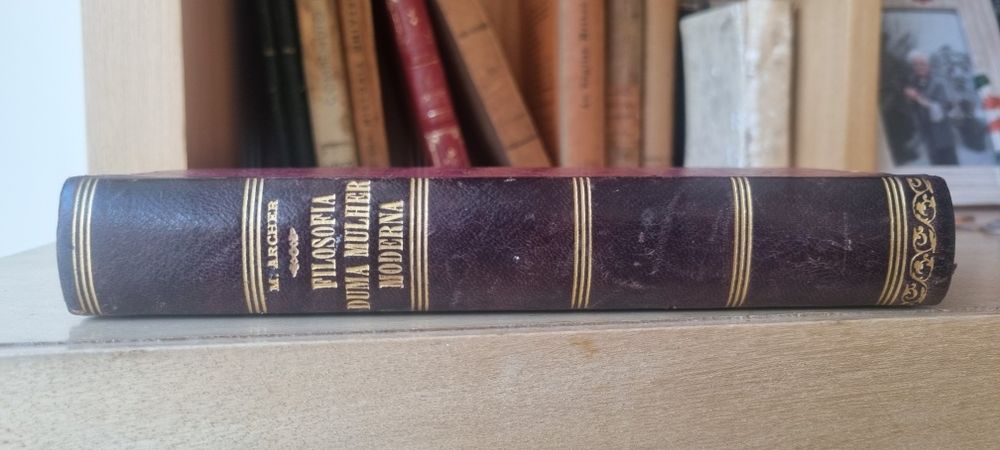 M. ARCHER
FILOSOFIA
DUMA MULHER
MODERNA